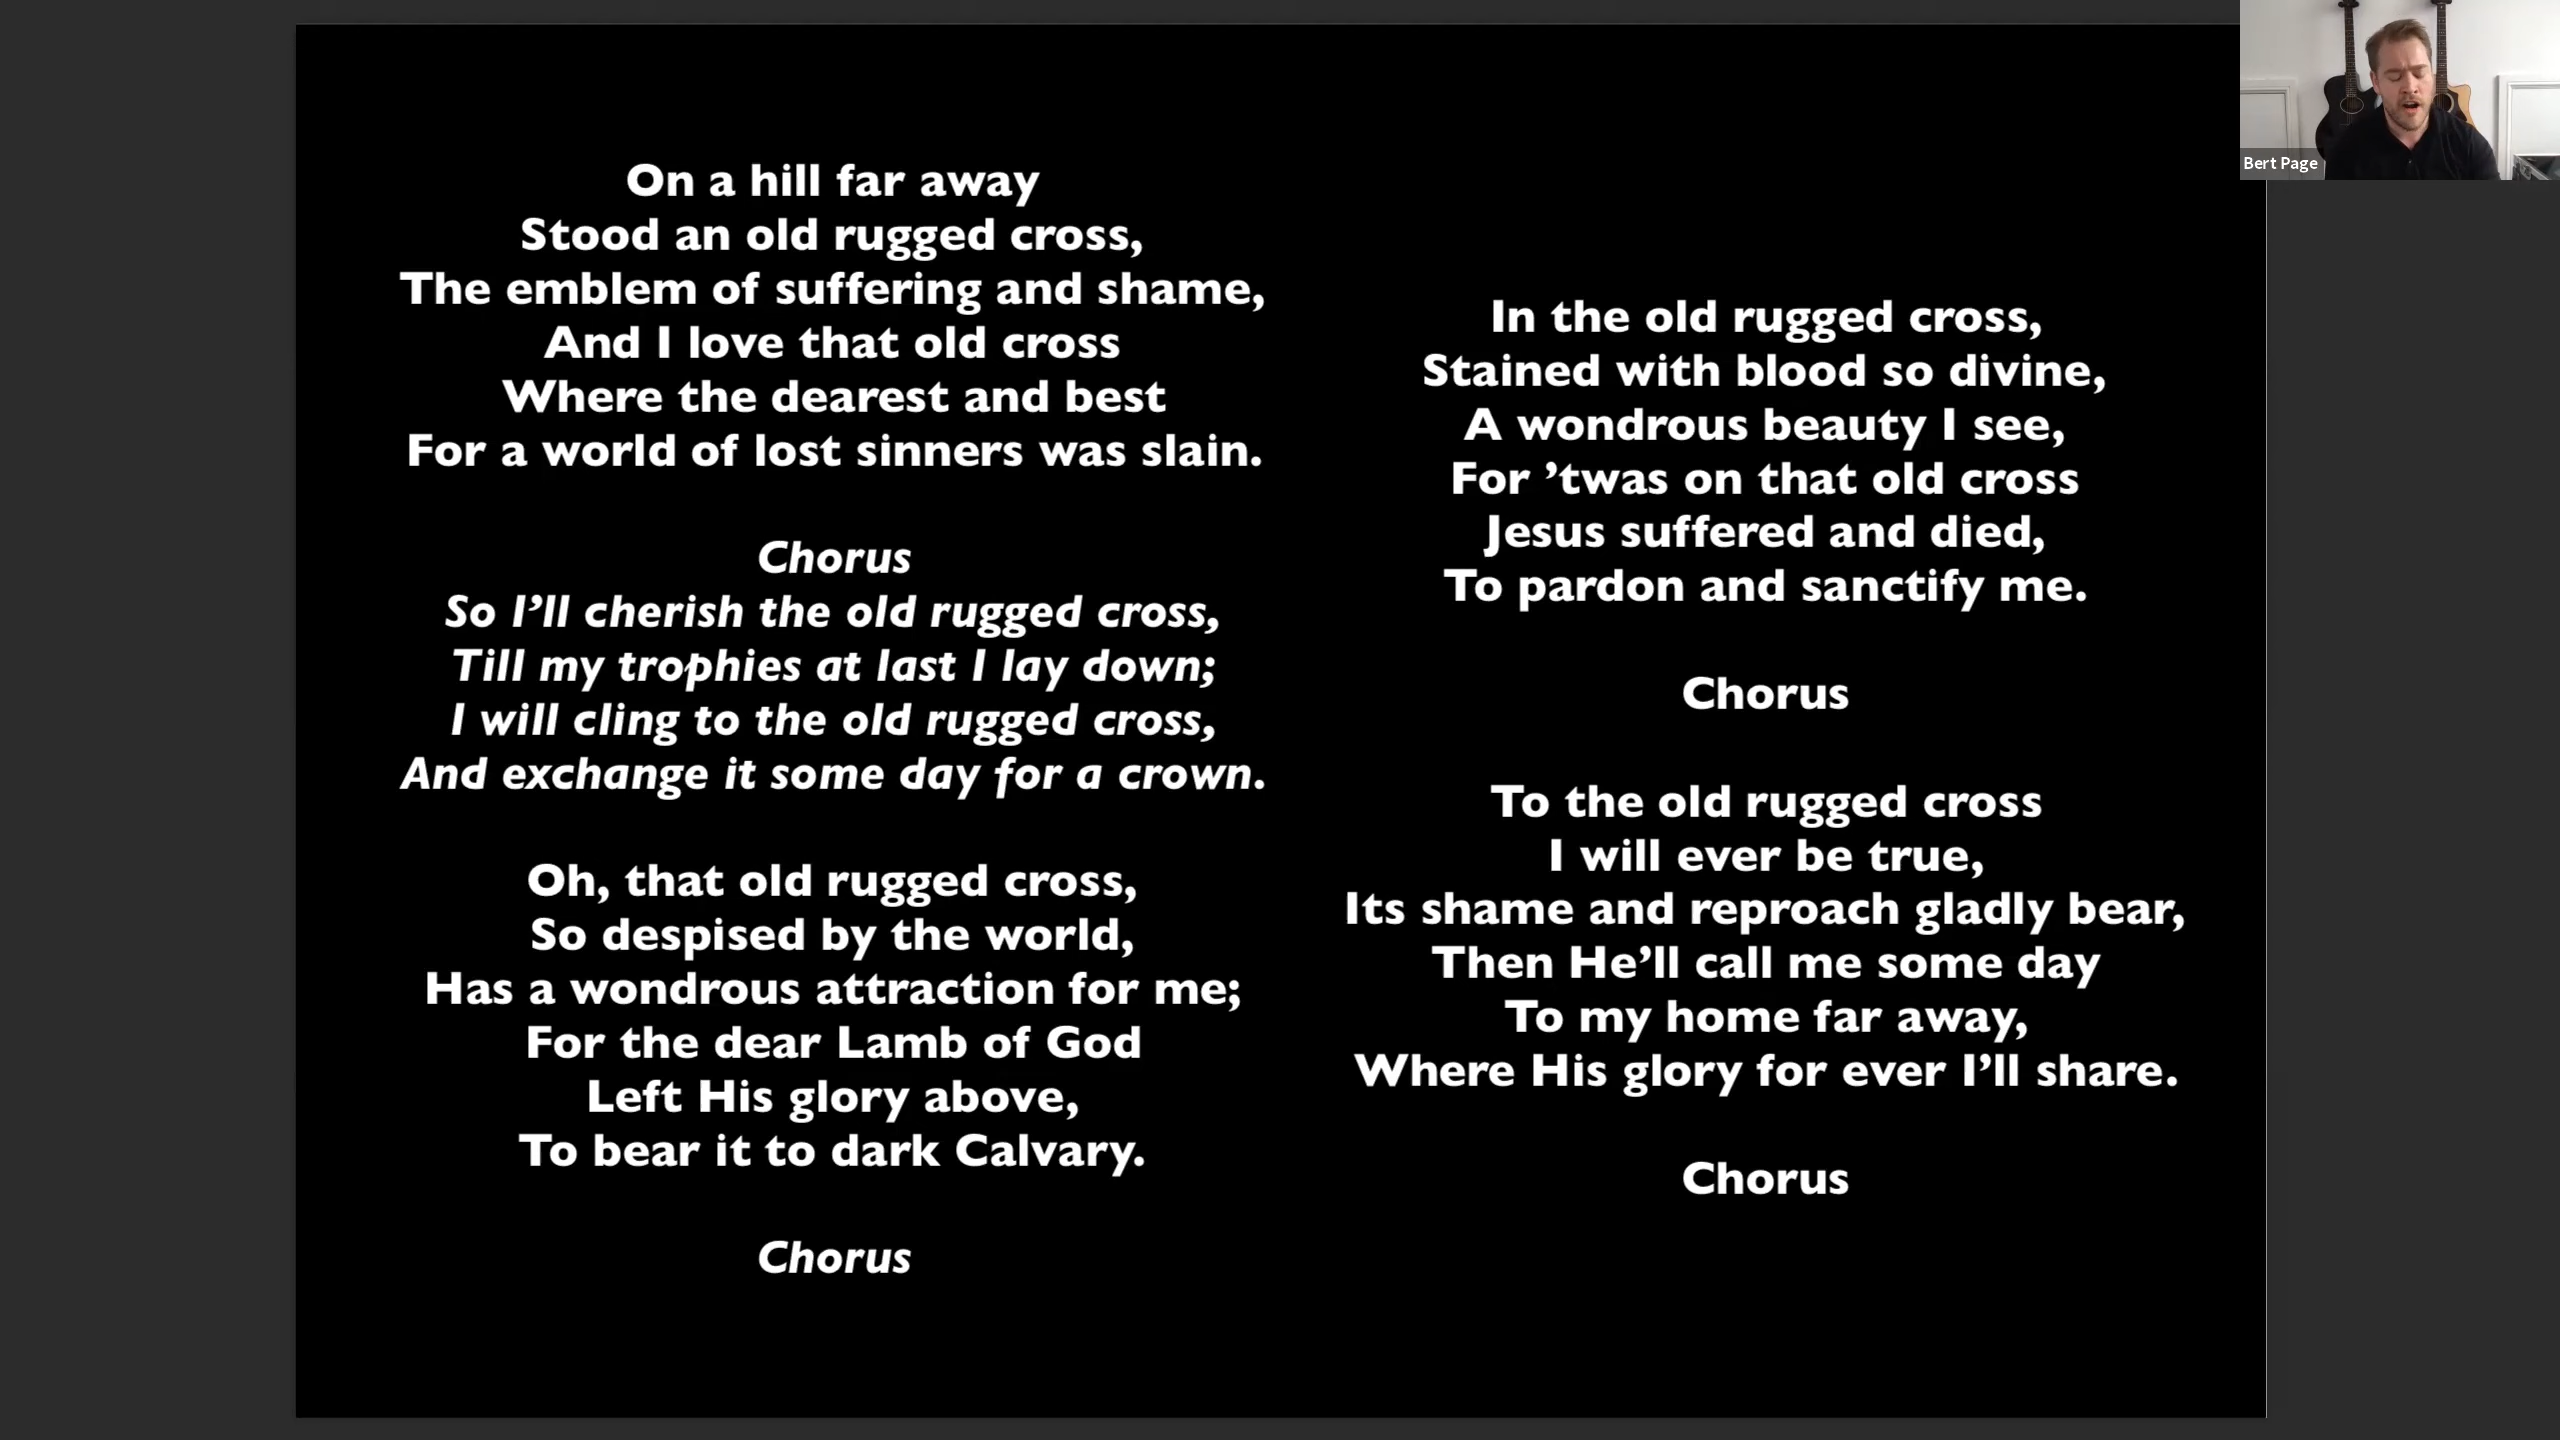 On a hill far away
Stood an old rugged cross,
The emblem of suffering and shame,
And I love that old cross
Where the dearest and best
For a world of lost sinners was slain.
Chorus
So I’ll cherish the old rugged cross,
Till my trophies at last I lay down;
I will cling to the old rugged cross,
And exchange it some day for a crown.
Oh, that old rugged cross,
So despised by the world,
Has a wondrous attraction for me;
For the dear Lamb of God
Left His glory above,
To bear it to dark Calvary.
Chorus
In the old rugged cross,
Stained with blood so divine,
A wondrous beauty I see,
For ’twas on that old cross
Jesus suffered and died,
To pardon and sanctify me.
Chorus
To the old rugged cross
I will ever be true,
Its shame and reproach gladly bear,
Then He’ll call me some day
To my home far away,
Where His glory for ever I’ll share.
Chorus
Bert Page